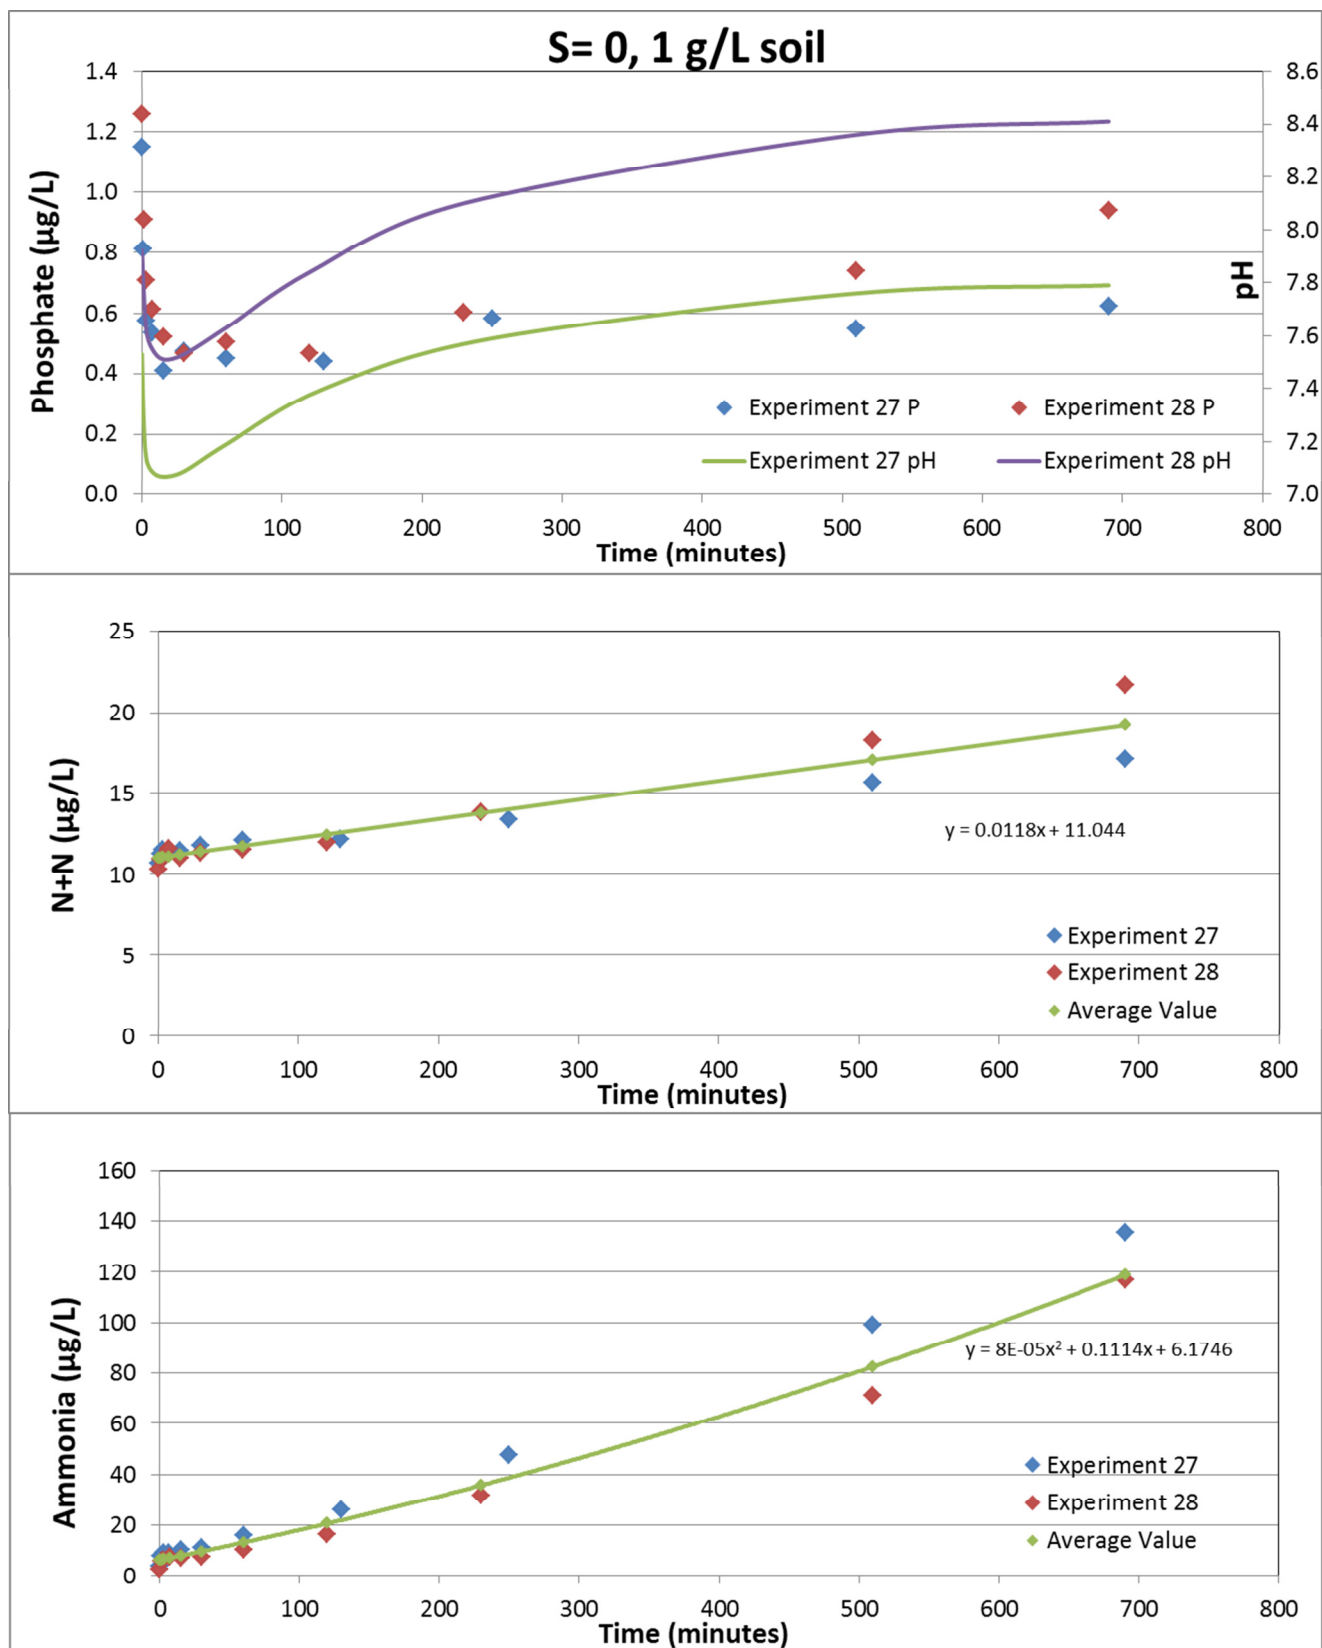 S= 0, 1 g/L soil
Phosphate (µg/L)
1.4
1.2
1.0
0.8
0.6
0.4
0.2
0.0
8.6
8.4
8.2
8.0
7.8
7.6
7.4
7.2
7.0
pH
Experiment 27 P
Experiment 28 P
Experiment 27 pH
Experiment 28 pH
0 100 200 300 400 500 600 700 800
Time (minutes)
N+N (µg/L)
25
20
15
10
5
0
y = 0.0118x + 11.044
Experiment 27
Experiment 28
Average Value
0 100 200 300 400 500 600 700 800
Time (minutes)
Ammonia (µg/L)
160
140
120
100
80
60
40
20
0
y = 8E-05x² + 0.1114x + 6.1746
Experiment 27
Experiment 28
Average Value
0 100 200 300 400 500 600 700 800
Time (minutes)